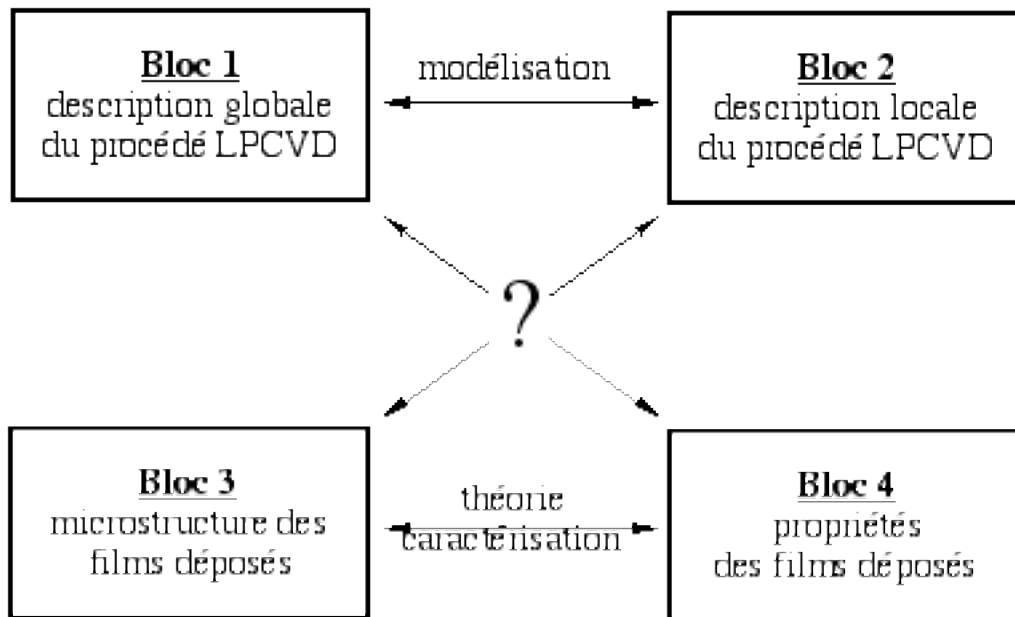 Bloc 1
description globale
du procédé LPCVD
modélisation
Bloc 2
description locale
du procédé LPCVD
?
Bloc 3
microstructure des
films déposés
théorie
caractérisation
Bloc 4
propriétés
des films déposés